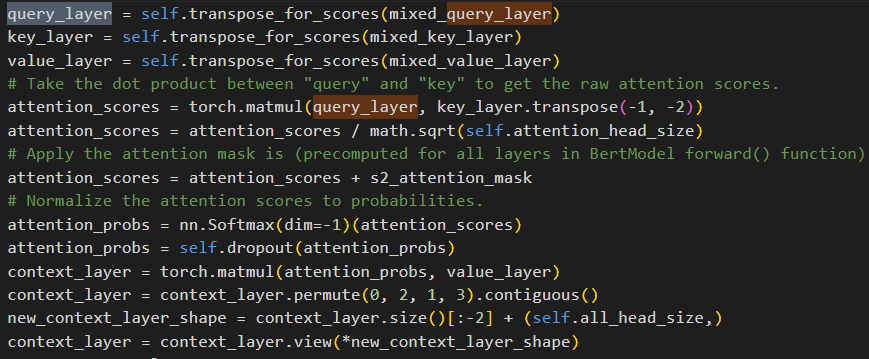 query_layer = self.transpose_for_scores(mixed_query_layer)
key_layer = self.transpose_for_scores(mixed_key_layer)
value_layer = self.transpose_for_scores(mixed_value_layer)
# Take the dot product between "query" and "key" to get the raw attention scores.
attention_scores = torch.matmul(query_layer, key_layer.transpose(-1, -2))
attention_scores = attention_scores / math.sqrt(self.attention_head_size)
# Apply the attention mask is (precomputed for all layers in BertModel forward() function)
attention_scores = attention_scores + s2_attention_mask
# Normalize the attention scores to probabilities.
attention_probs = nn.Softmax(dim=-1)(attention_scores)
attention_probs = self.dropout(attention_probs)
context_layer = torch.matmul(attention_probs, value_layer)
context_layer = context_layer.permute(0, 2, 1, 3).contiguous()
new_context_layer_shape = context_layer.size()[:-2] + (self.all_head_size,)
context_layer = context_layer.view(*new_context_layer_shape)